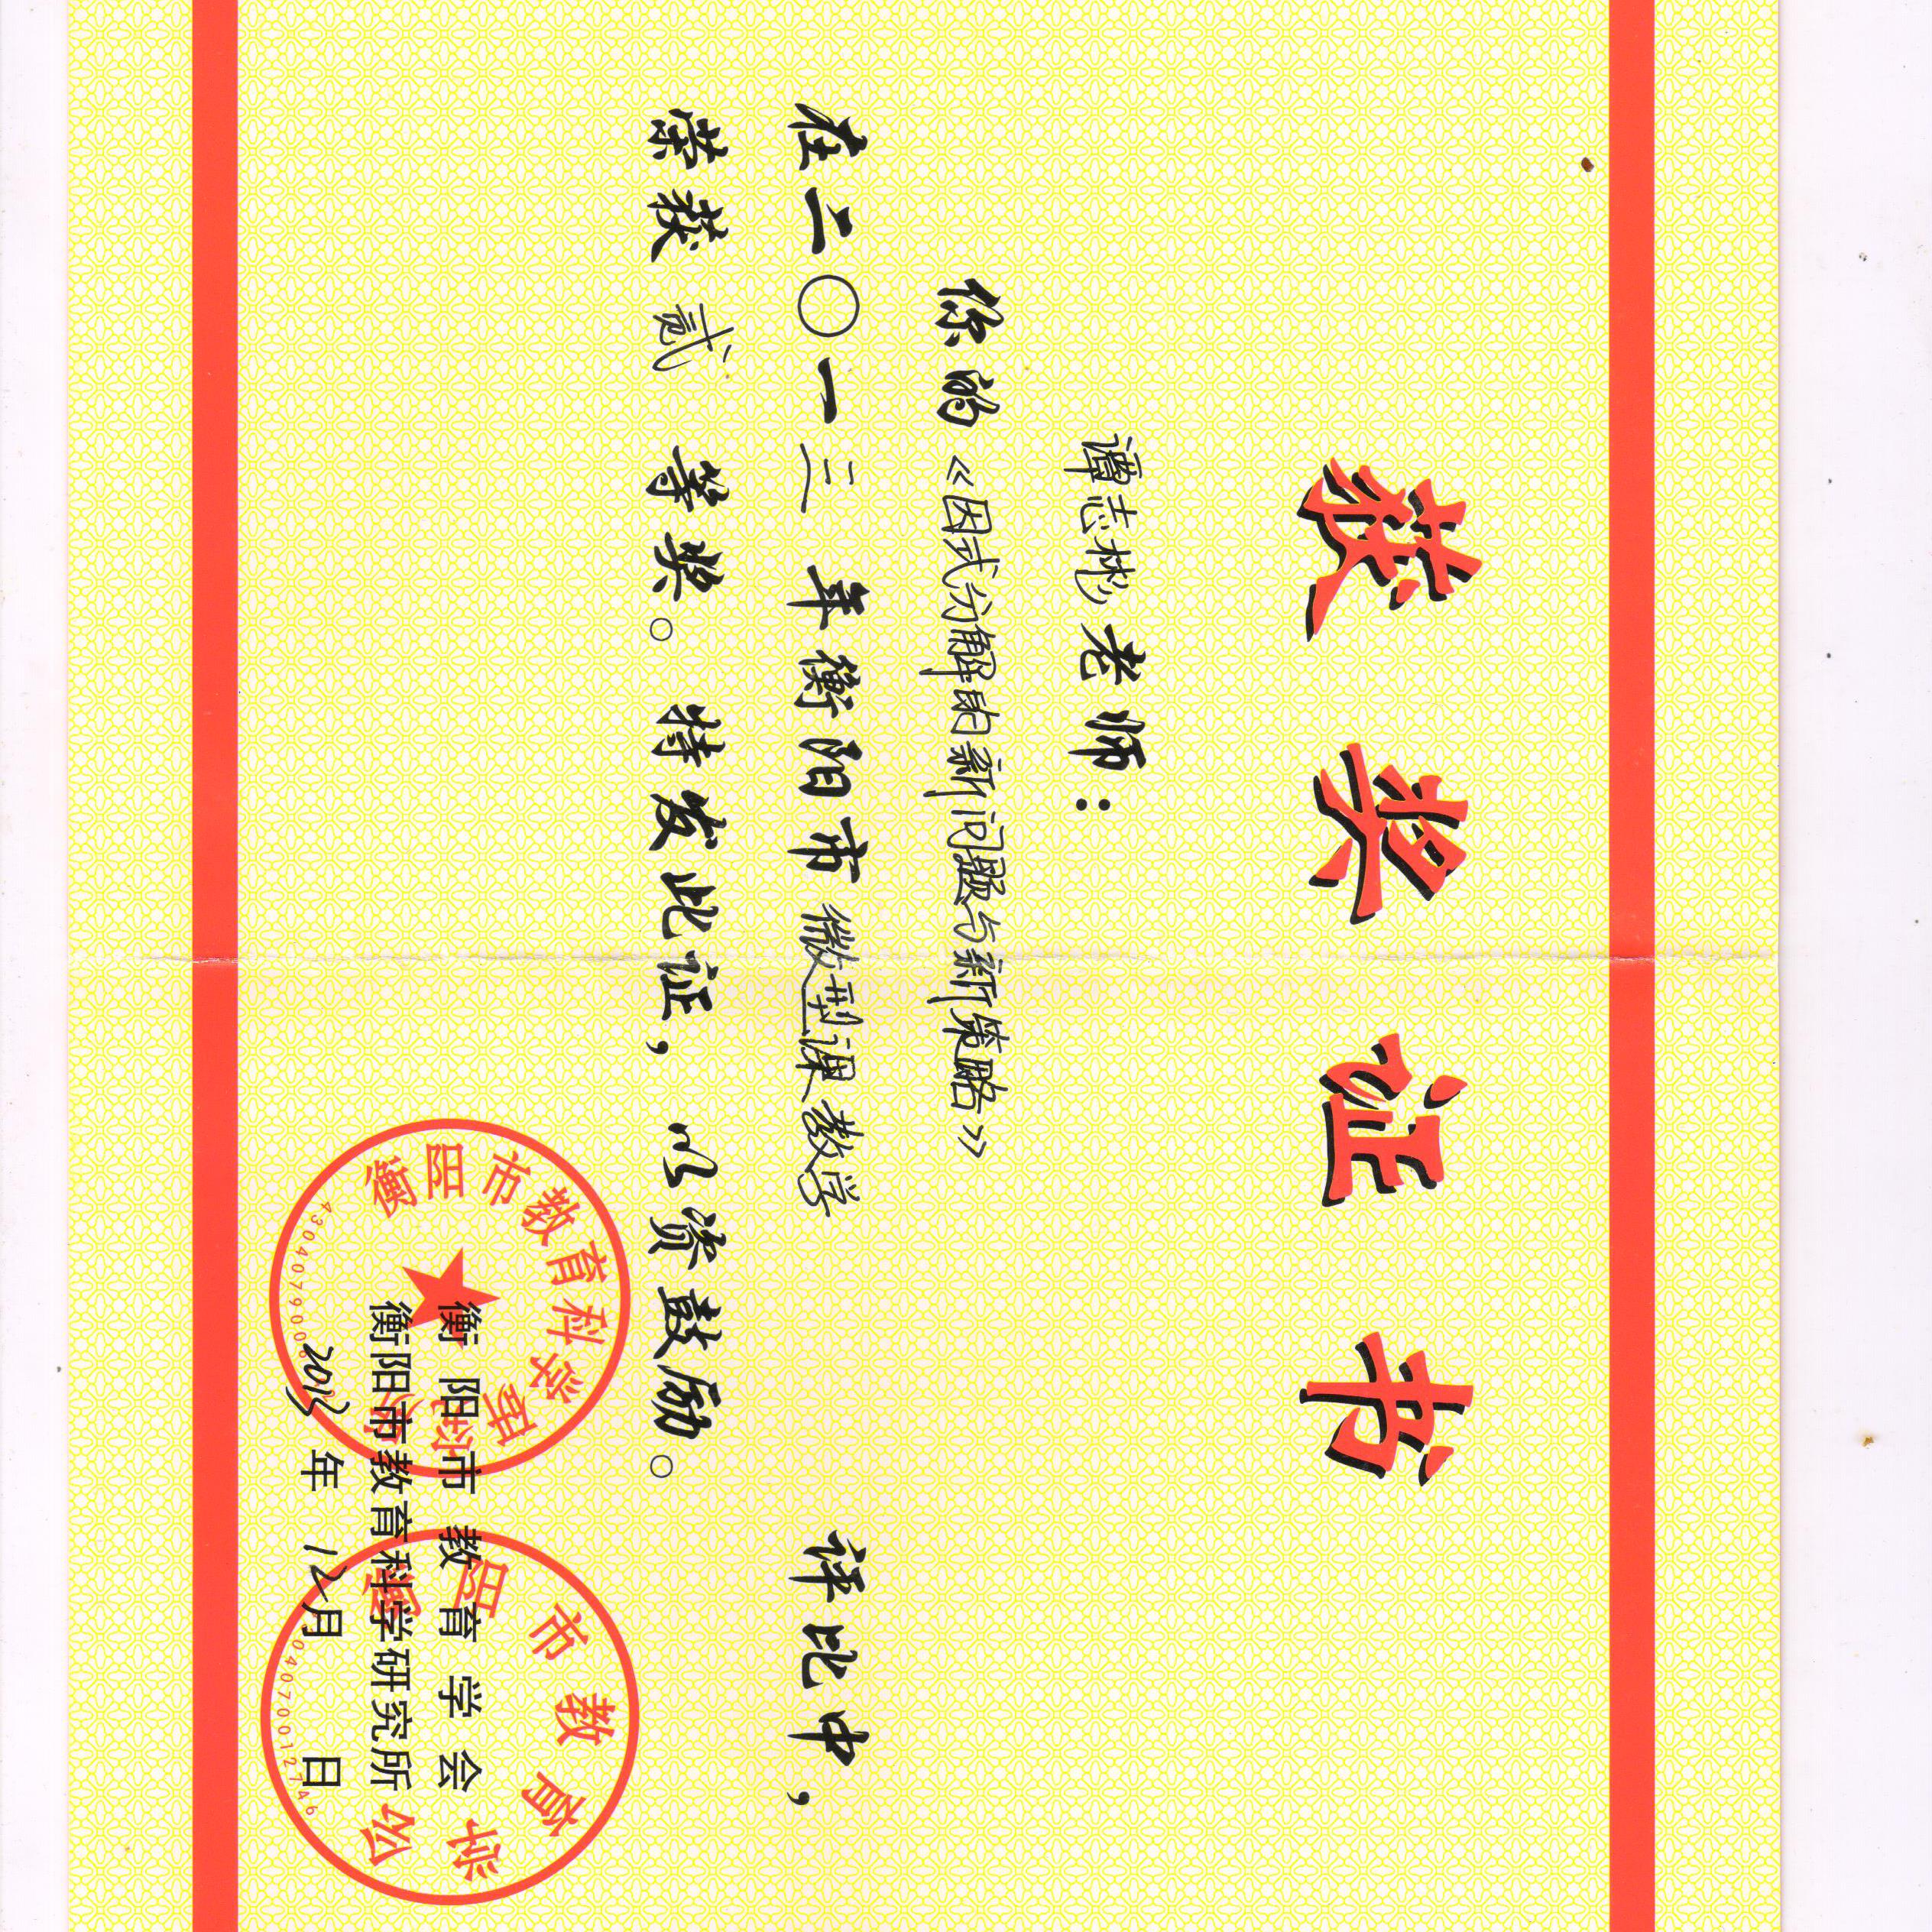 获奖证书
谭志彬老师：
你的《因式分解的新问题与新策略》
在二〇一三年衡阳市微型课教学评比中，
荣获贰等奖。特发此证，以资鼓励。
衡阳市教育学会
衡阳市教育科学研究所
2013年12月 日
衡阳市教育科学研究所
衡阳市教育学会